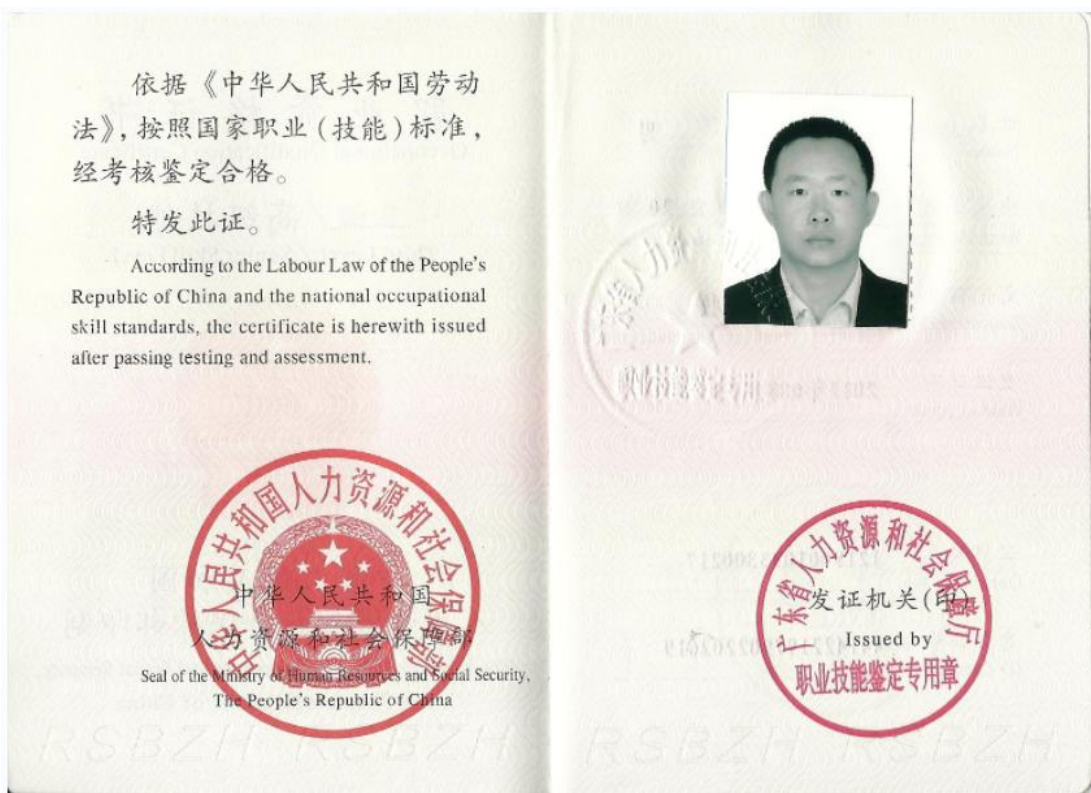 依据《中华人民共和国劳动
法》,按照国家职业(技能)标准,
经考核鉴定合格。
特发此证。
According to the Labour Law of the People's
Republic of China and the national occupational
skill standards, the certificate is herewith issued
after passing testing and assessment.
中华人民共和国人力资源和社会保障部
中华人民共和国
人力资源和社会保障部
Seal of the Ministry of Human Resources and Social Security,
The People's Republic of China
广东省人力资源和社会保障厅
发证机关(印)
Issued by
职业技能鉴定专用章
RSBZH RSBZH RSBZH RSBZH